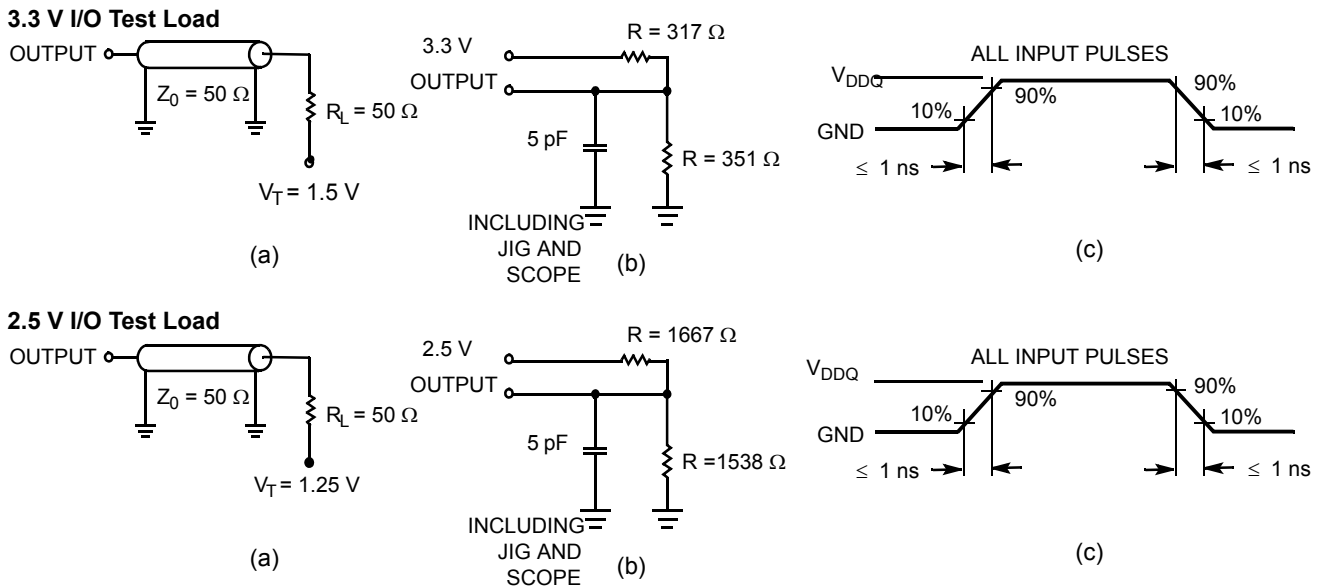 3.3 V I/O Test Load
OUTPUT
Z0 = 50 Ω
RL = 50 Ω
VT = 1.5 V
(a)
3.3 V
OUTPUT
R = 317 Ω
5 pF
R = 351 Ω
INCLUDING
JIG AND
SCOPE
(b)
ALL INPUT PULSES
VDDQ
GND
10%
90%
90%
10%
≤ 1 ns
≤ 1 ns
(c)
2.5 V I/O Test Load
OUTPUT
Z0 = 50 Ω
RL = 50 Ω
VT = 1.25 V
(a)
2.5 V
OUTPUT
R = 1667 Ω
5 pF
R =1538 Ω
INCLUDING
JIG AND
SCOPE
(b)
ALL INPUT PULSES
VDDQ
GND
10%
90%
90%
10%
≤ 1 ns
≤ 1 ns
(c)